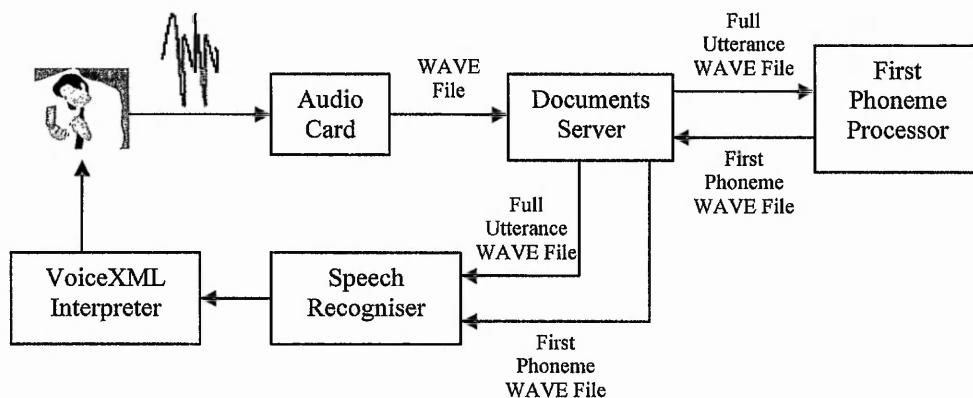 Audio
Card
WAVE
File
Documents
Server
Full
Utterance
WAVE File
First
Phoneme
Processor
First
Phoneme
WAVE File
Full
Utterance
WAVE File
VoiceXML
Interpreter
Speech
Recogniser
First
Phoneme
WAVE File